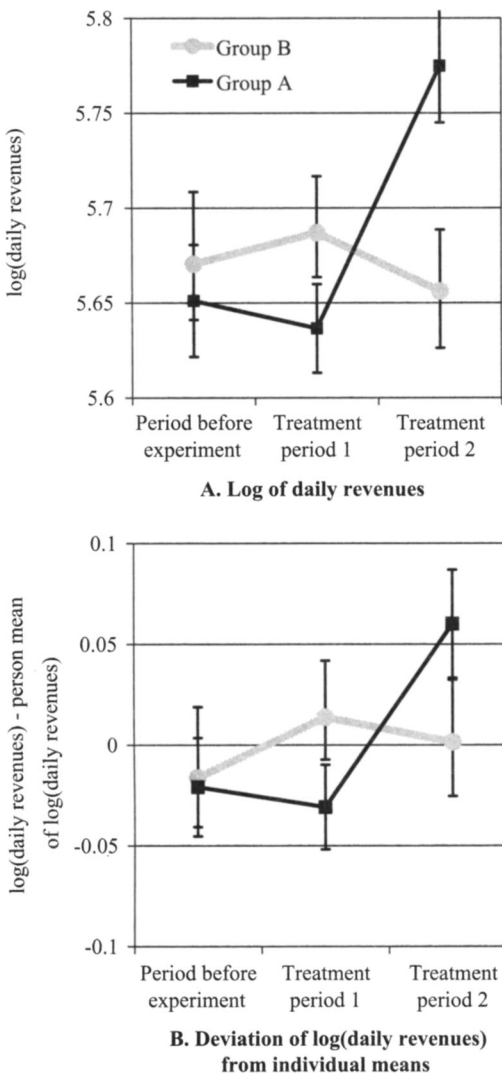 log(daily revenues)
5.8
5.75
5.7
5.65
5.6
Group B
Group A
Period before
experiment
Treatment
period 1
Treatment
period 2
A. Log of daily revenues
log(daily revenues) - person mean
of log(daily revenues)
0.1
0.05
0
-0.05
-0.1
Period before
experiment
Treatment
period 1
Treatment
period 2
B. Deviation of log(daily revenues)
from individual means